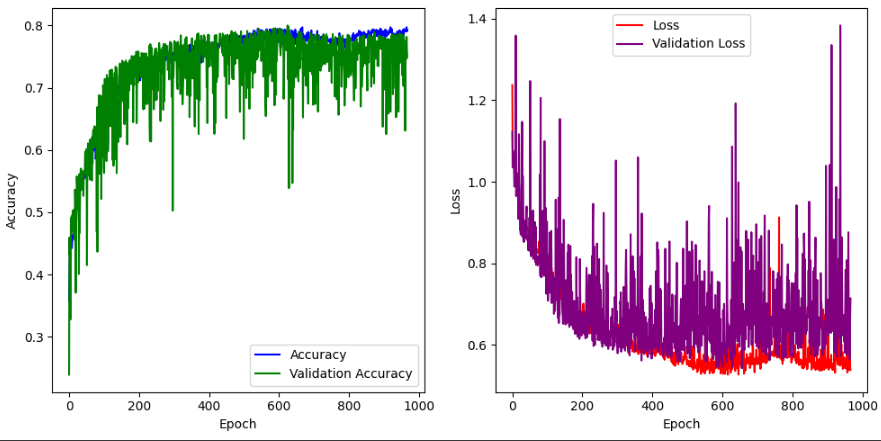 0.8
0.7
0.6
0.5
0.4
0.3
Accuracy
0 200 400 600 800 1000
Epoch
Accuracy
Validation Accuracy
1.4
1.2
1.0
0.8
0.6
Loss
0 200 400 600 800 1000
Epoch
Loss
Validation Loss